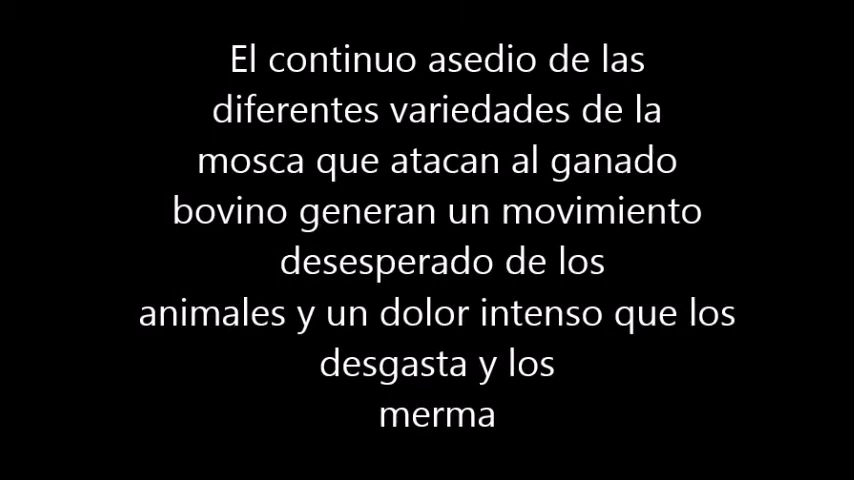 El continuo asedio de las
diferentes variedades de la
mosca que atacan al ganado
bovino generan un movimiento
desesperado de los
animales y un dolor intenso que los
desgasta y los
merma